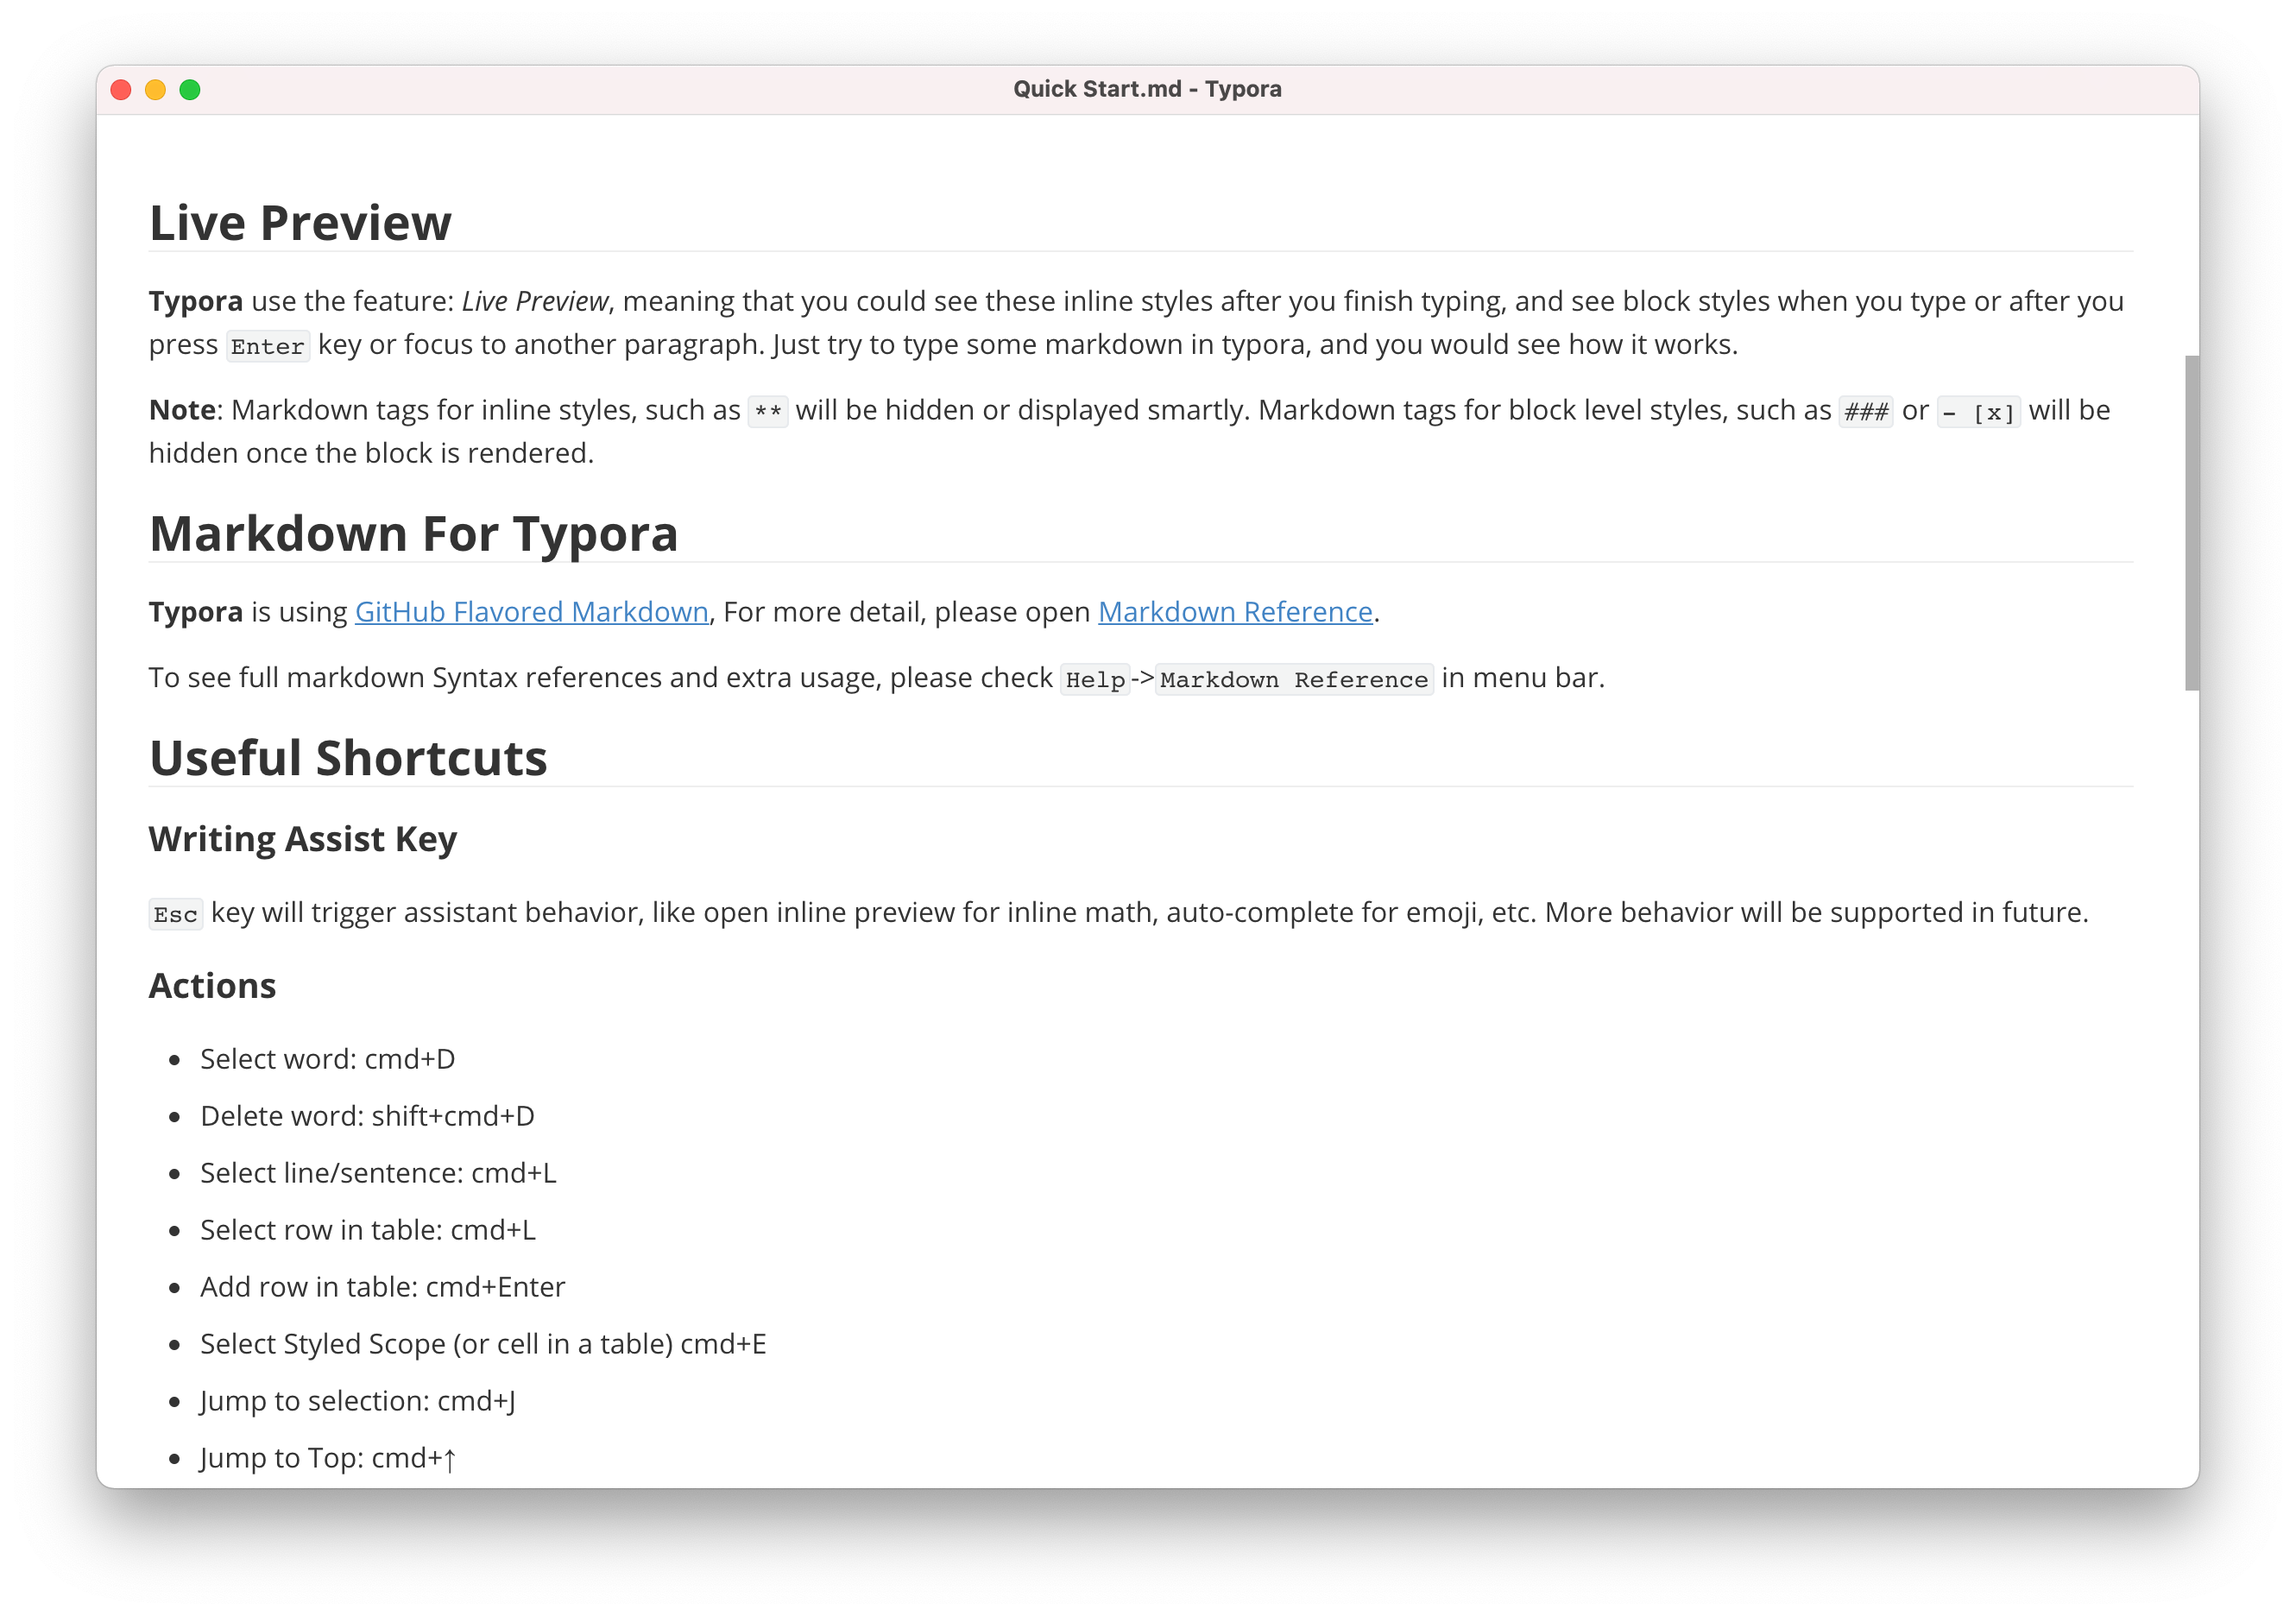 Quick Start.md - Typora
Live Preview
Typora use the feature: Live Preview, meaning that you could see these inline styles after you finish typing, and see block styles when you type or after you
press Enter key or focus to another paragraph. Just try to type some markdown in typora, and you would see how it works.
Note: Markdown tags for inline styles, such as ** will be hidden or displayed smartly. Markdown tags for block level styles, such as ### or - [x] will be
hidden once the block is rendered.
Markdown For Typora
Typora is using GitHub Flavored Markdown, For more detail, please open Markdown Reference.
To see full markdown Syntax references and extra usage, please check Help->Markdown Reference in menu bar.
Useful Shortcuts
Writing Assist Key
Esc key will trigger assistant behavior, like open inline preview for inline math, auto-complete for emoji, etc. More behavior will be supported in future.
Actions
• Select word: cmd+D
• Delete word: shift+cmd+D
• Select line/sentence: cmd+L
• Select row in table: cmd+L
• Add row in table: cmd+Enter
• Select Styled Scope (or cell in a table) cmd+E
• Jump to selection: cmd+J
• Jump to Top: cmd+↑